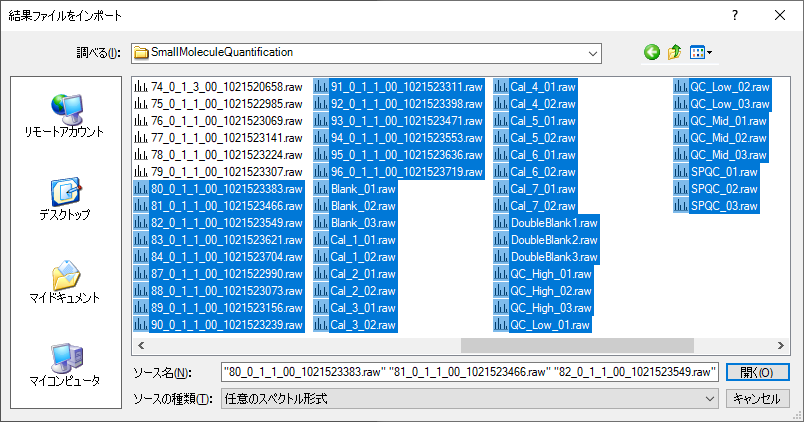 結果ファイルをインポート
調べる(I):
SmallMoleculeQuantification
リモートアカウント
デスクトップ
マイドキュメント
マイコンピュータ
74_0_1_3_00_1021520658.raw
75_0_1_1_00_1021522985.raw
76_0_1_1_00_1021523069.raw
77_0_1_1_00_1021523141.raw
78_0_1_1_00_1021523224.raw
79_0_1_1_00_1021523307.raw
80_0_1_1_00_1021523383.raw
81_0_1_1_00_1021523466.raw
82_0_1_1_00_1021523549.raw
83_0_1_1_00_1021523621.raw
84_0_1_1_00_1021523704.raw
87_0_1_1_00_1021522990.raw
88_0_1_1_00_1021523073.raw
89_0_1_1_00_1021523156.raw
90_0_1_1_00_1021523239.raw
91_0_1_1_00_1021523311.raw
92_0_1_1_00_1021523398.raw
93_0_1_1_00_1021523471.raw
94_0_1_1_00_1021523553.raw
95_0_1_1_00_1021523636.raw
96_0_1_1_00_1021523719.raw
Blank_01.raw
Blank_02.raw
Blank_03.raw
Cal_1_01.raw
Cal_1_02.raw
Cal_2_01.raw
Cal_2_02.raw
Cal_3_01.raw
Cal_3_02.raw
Cal_4_01.raw
Cal_4_02.raw
Cal_5_01.raw
Cal_5_02.raw
Cal_6_01.raw
Cal_6_02.raw
Cal_7_01.raw
Cal_7_02.raw
DoubleBlank1.raw
DoubleBlank2.raw
DoubleBlank3.raw
QC_High_01.raw
QC_High_02.raw
QC_High_03.raw
QC_Low_01.raw
QC_Low_02.raw
QC_Low_03.raw
QC_Mid_01.raw
QC_Mid_02.raw
QC_Mid_03.raw
SPQC_01.raw
SPQC_02.raw
SPQC_03.raw
ソース名(N):
"80_0_1_1_00_1021523383.raw" "81_0_1_1_00_1021523466.raw" "82_0_1_1_00_1021523549.raw"
開く(O)
ソースの種類(T):
任意のスペクトル形式
キャンセル